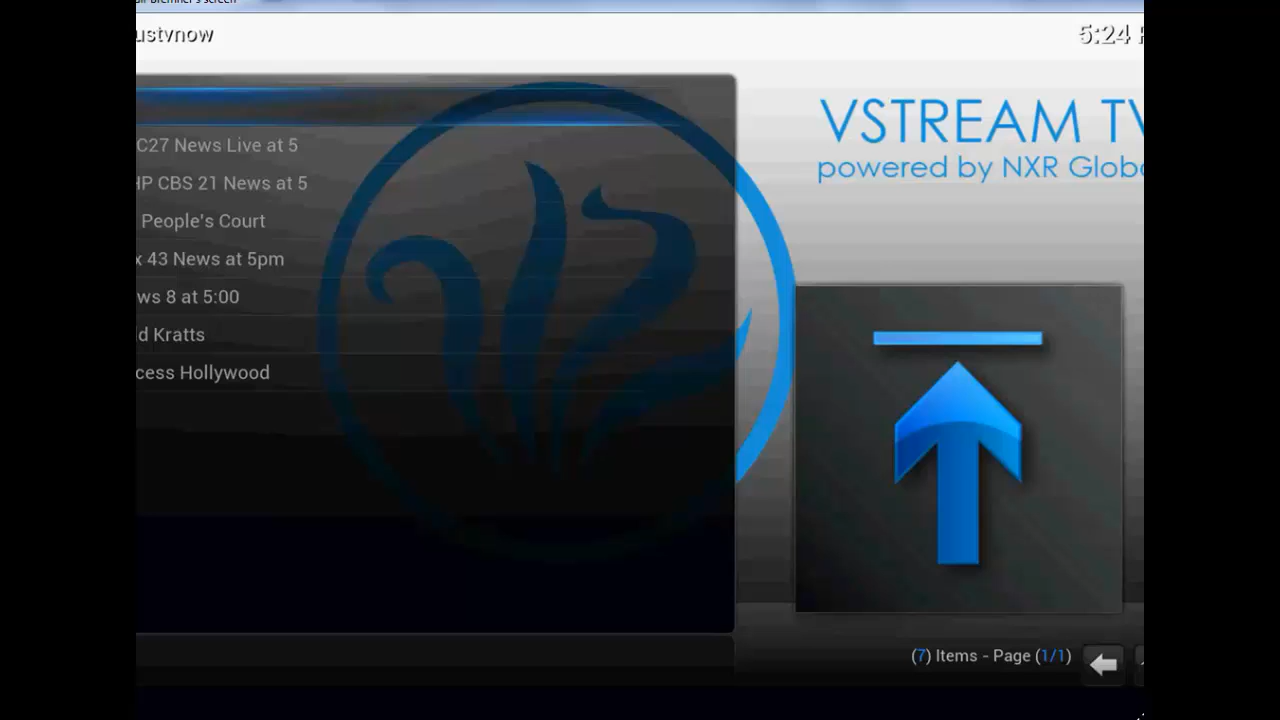 ustvnow
5:24
VSTREAM TV
powered by NXR Globa
C27 News Live at 5
HP CBS 21 News at 5
People's Court
x 43 News at 5pm
ws 8 at 5:00
ld Kratts
cess Hollywood
(7) Items - Page (1/1)